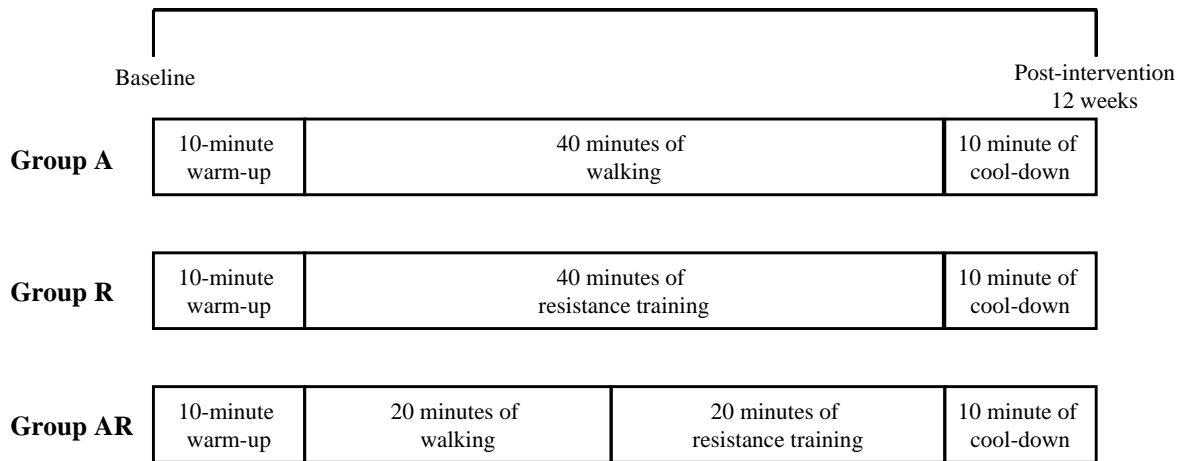 Baseline
Post-intervention
12 weeks
Group A
10-minute
warm-up
40 minutes of
walking
10 minute of
cool-down
Group R
10-minute
warm-up
40 minutes of
resistance training
10 minute of
cool-down
Group AR
10-minute
warm-up
20 minutes of
walking
20 minutes of
resistance training
10 minute of
cool-down